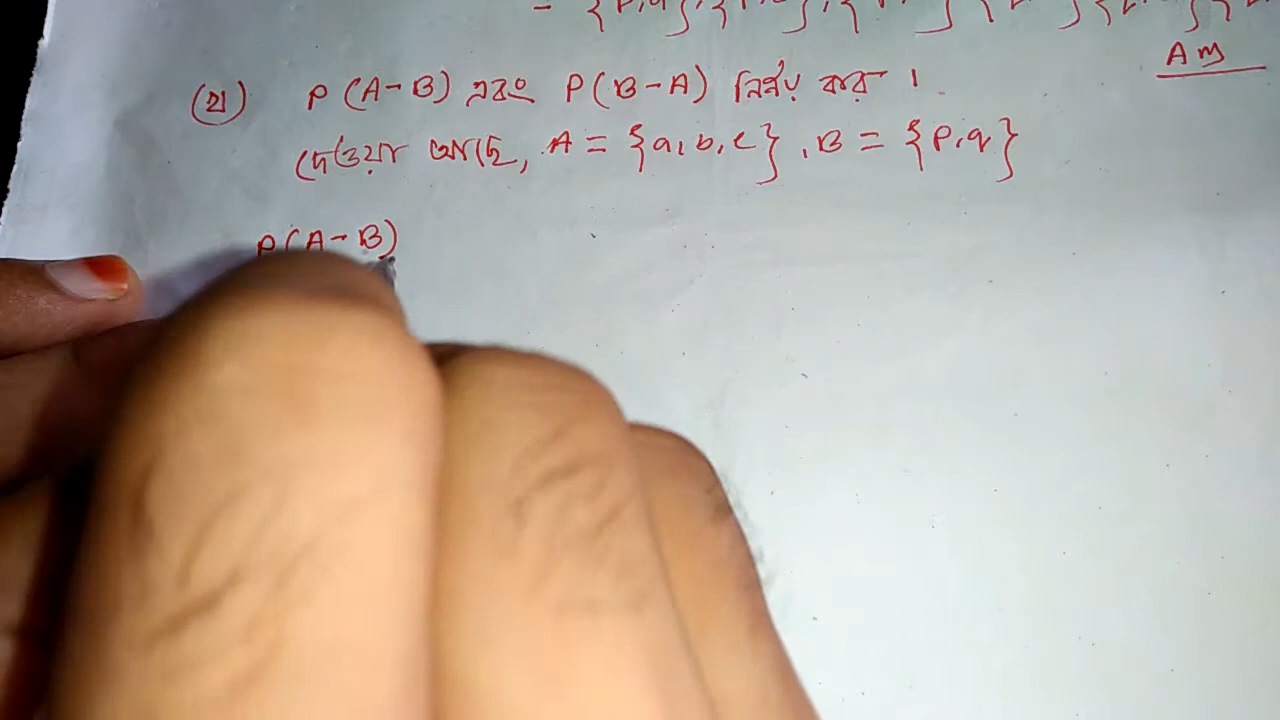 Ans
(খ) P (A-B) এবং P (B-A) নির্ণয় কর ।
দেওয়া আছে, A = {a, b, c} , B = {p, q}
P(A-B)